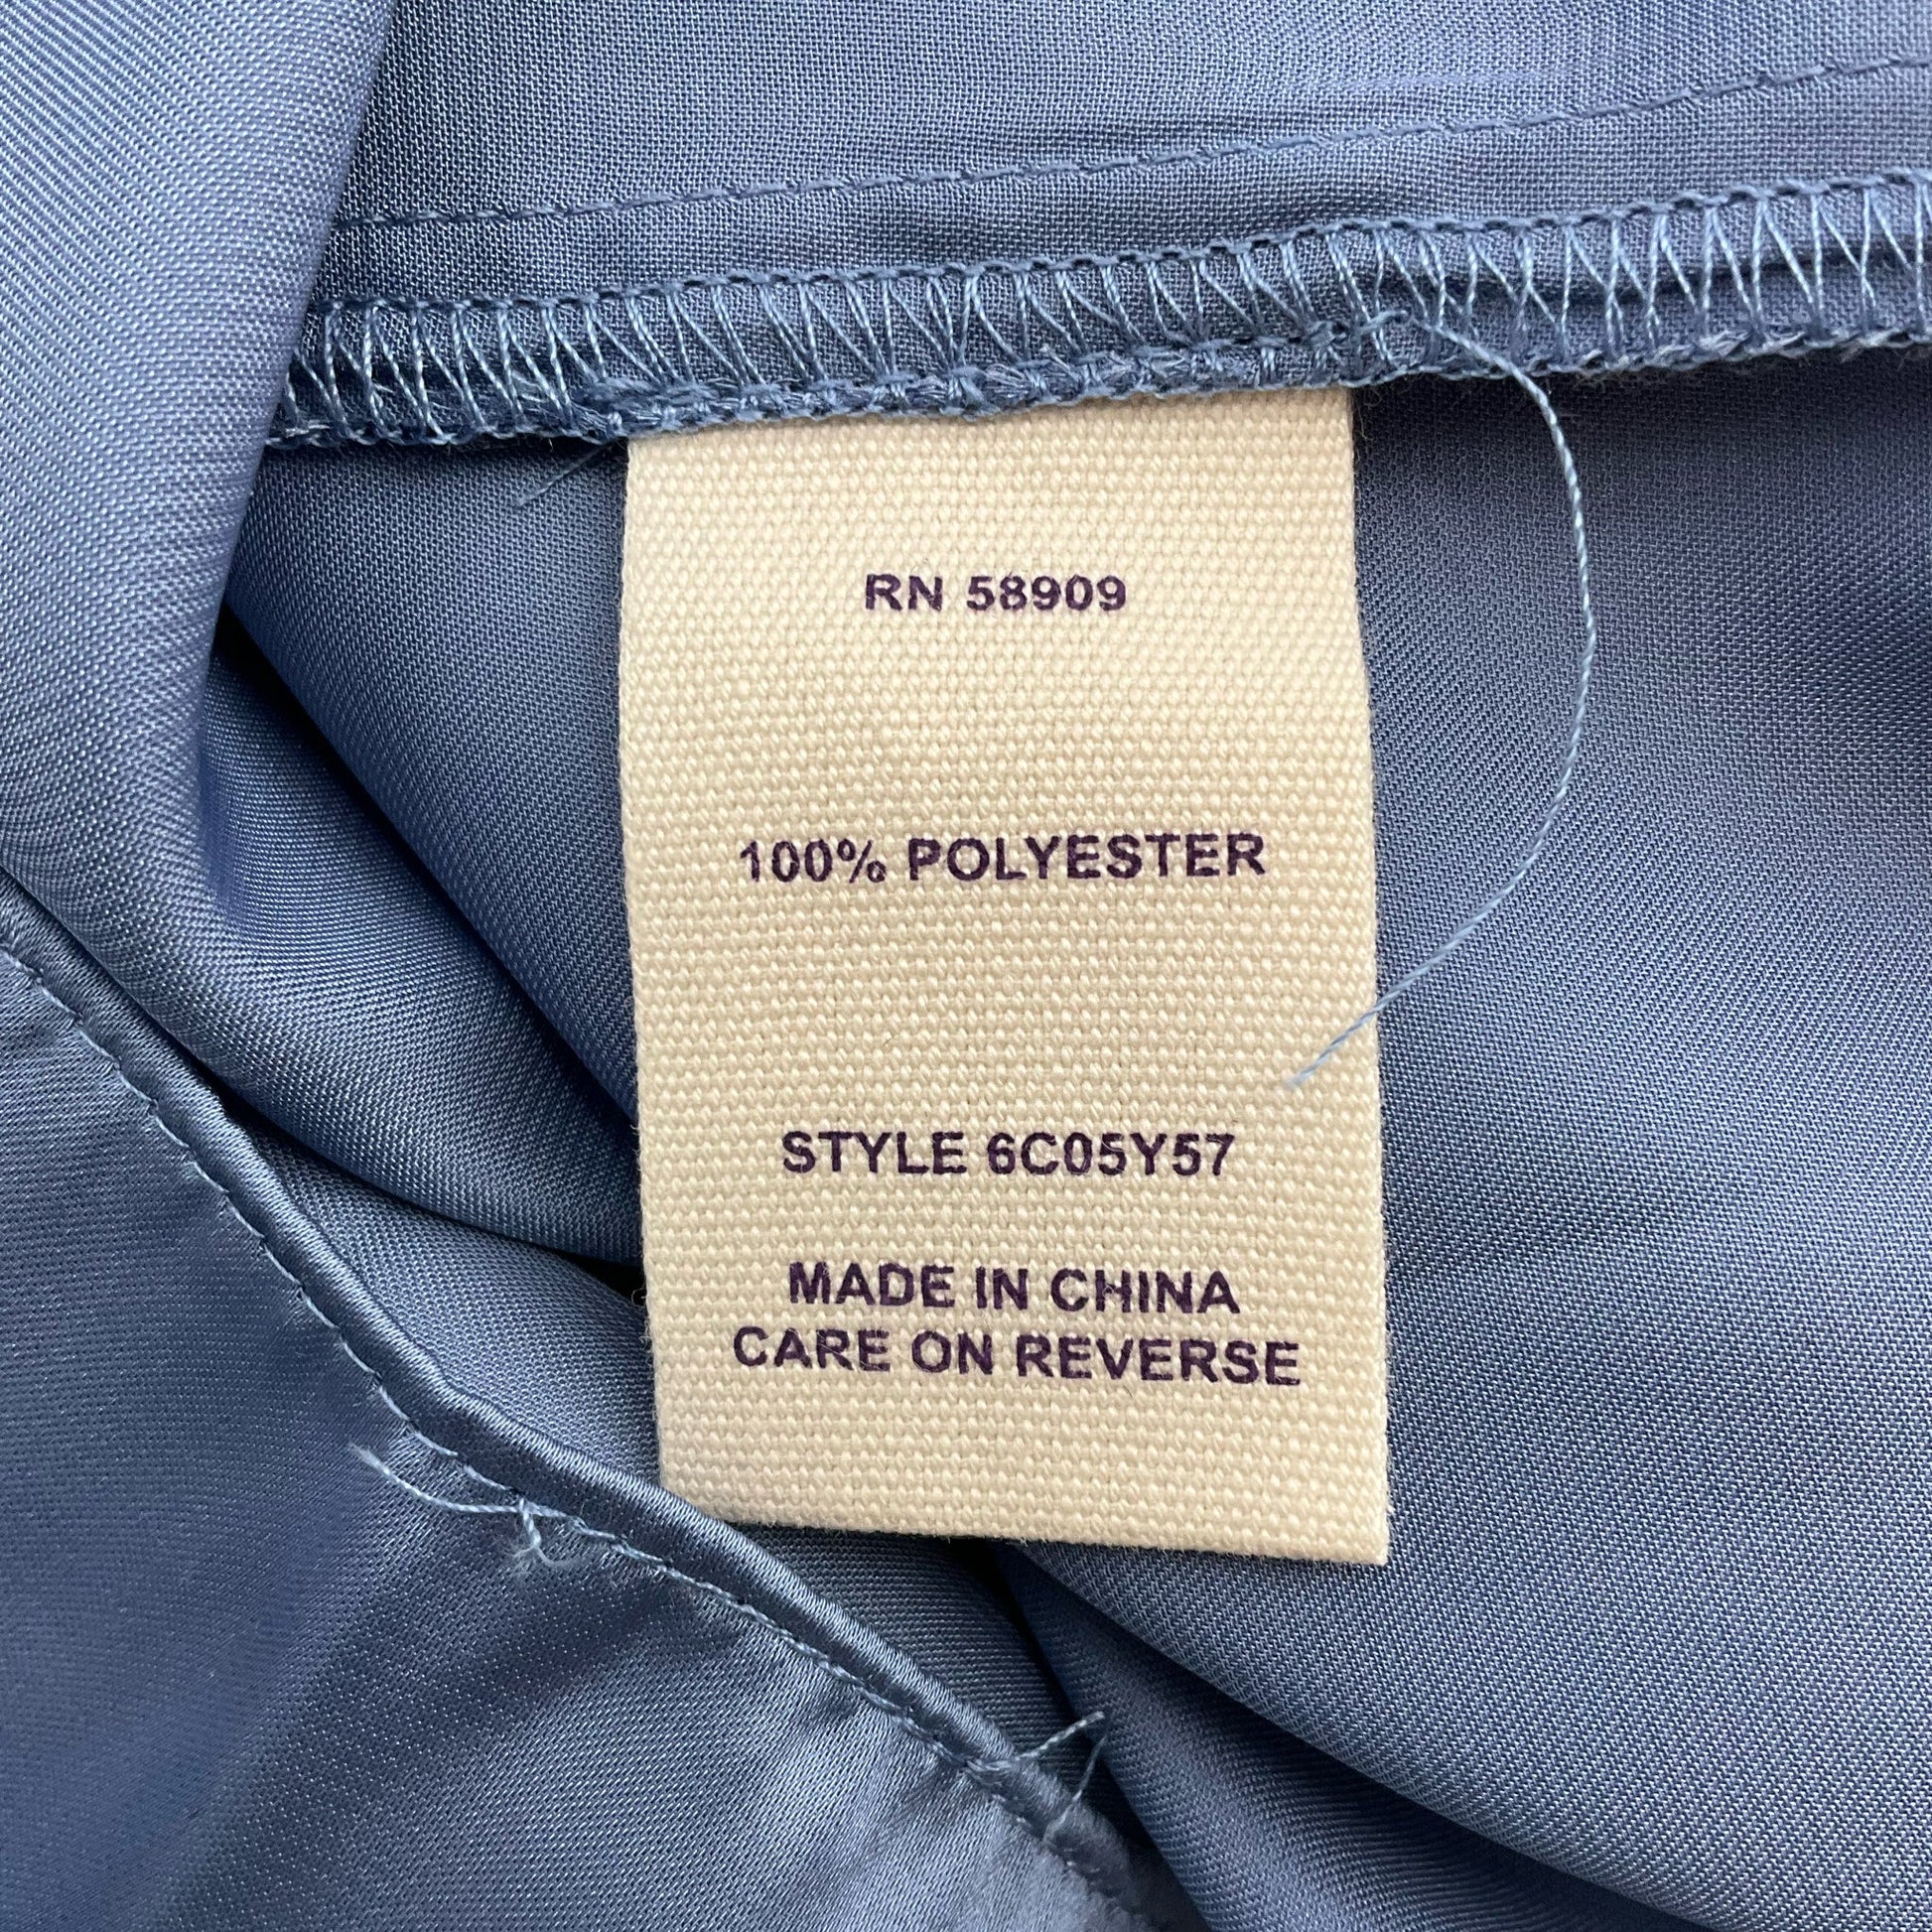 RN 58909
100% POLYESTER
STYLE 6C05Y57
MADE IN CHINA
CARE ON REVERSE